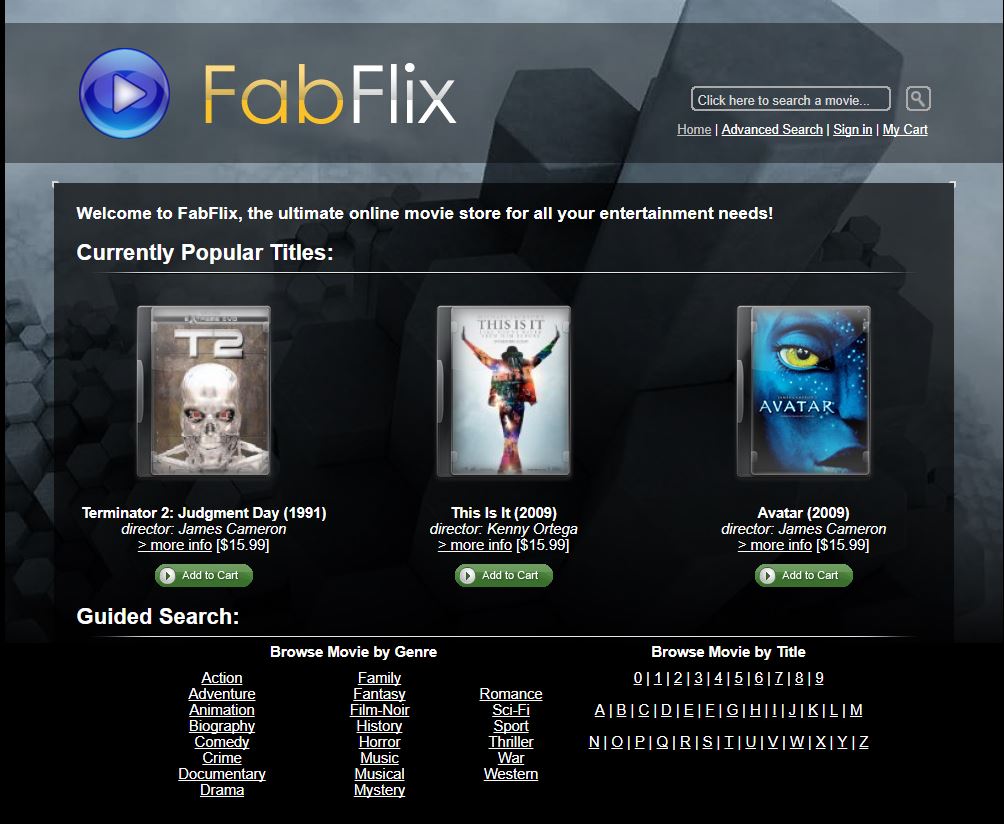 FabFlix
Click here to search a movie...
Home | Advanced Search | Sign in | My Cart
Welcome to FabFlix, the ultimate online movie store for all your entertainment needs!
Currently Popular Titles:
T2
THIS IS IT
AVATAR
Terminator 2: Judgment Day (1991)
director: James Cameron
> more info [$15.99]
Add to Cart
This Is It (2009)
director: Kenny Ortega
> more info [$15.99]
Add to Cart
Avatar (2009)
director: James Cameron
> more info [$15.99]
Add to Cart
Guided Search:
Browse Movie by Genre
Action
Adventure
Animation
Biography
Comedy
Crime
Documentary
Drama
Family
Fantasy
Film-Noir
History
Horror
Music
Musical
Mystery
Romance
Sci-Fi
Sport
Thriller
War
Western
Browse Movie by Title
0 | 1 | 2 | 3 | 4 | 5 | 6 | 7 | 8 | 9
A | B | C | D | E | F | G | H | I | J | K | L | M
N | O | P | Q | R | S | T | U | V | W | X | Y | Z